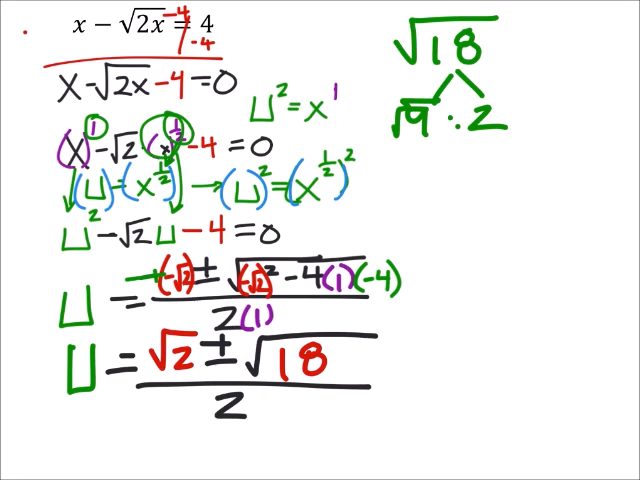 x − √2x = 4
−4 −4
x − √2x − 4 = 0
u² = x¹
(x)¹ − √2 · (x)^½ − 4 = 0
(u) = (x^½) → (u)² = (x^½)²
u² − √2 u − 4 = 0
u = −(−√2) ± √((−√2)² − 4(1)(−4)) / 2(1)
u = √2 ± √18 / 2
√18
√9 · 2